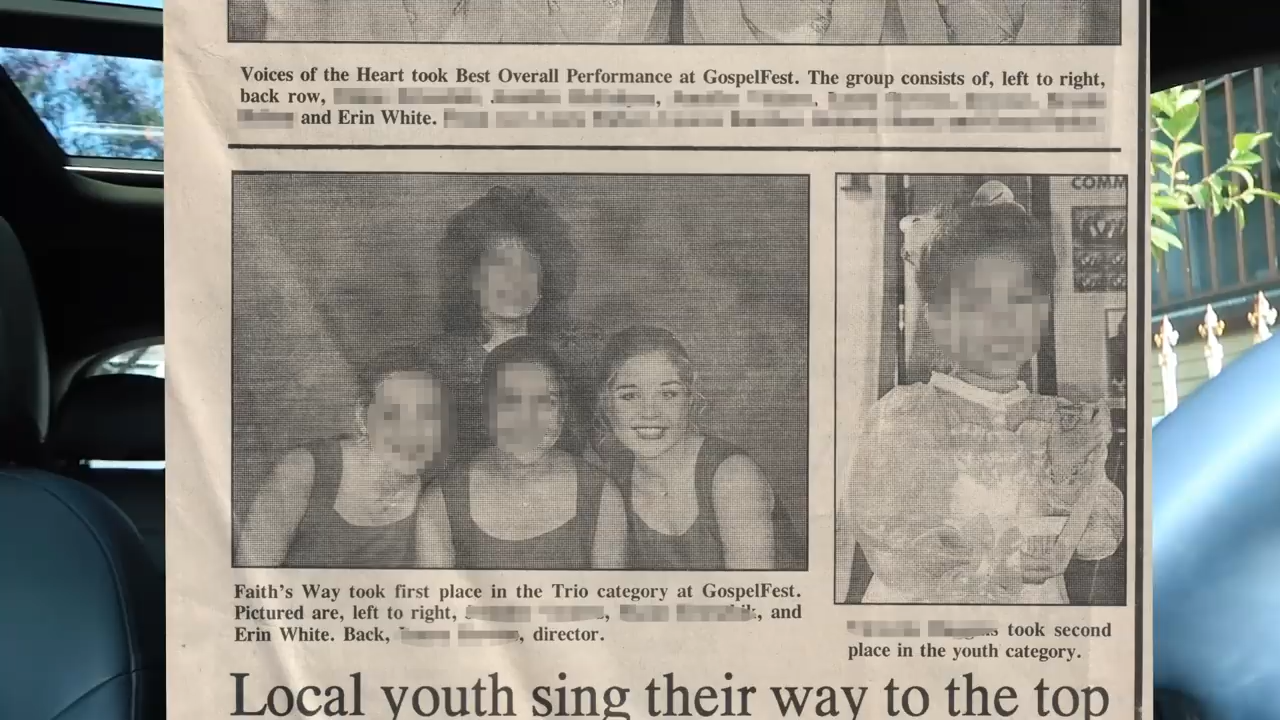 Voices of the Heart took Best Overall Performance at GospelFest. The group consists of, left to right,
back row,
and Erin White.
COMM
Faith's Way took first place in the Trio category at GospelFest.
Pictured are, left to right, , , and
Erin White. Back, , director.
took second
place in the youth category.
Local youth sing their way to the top